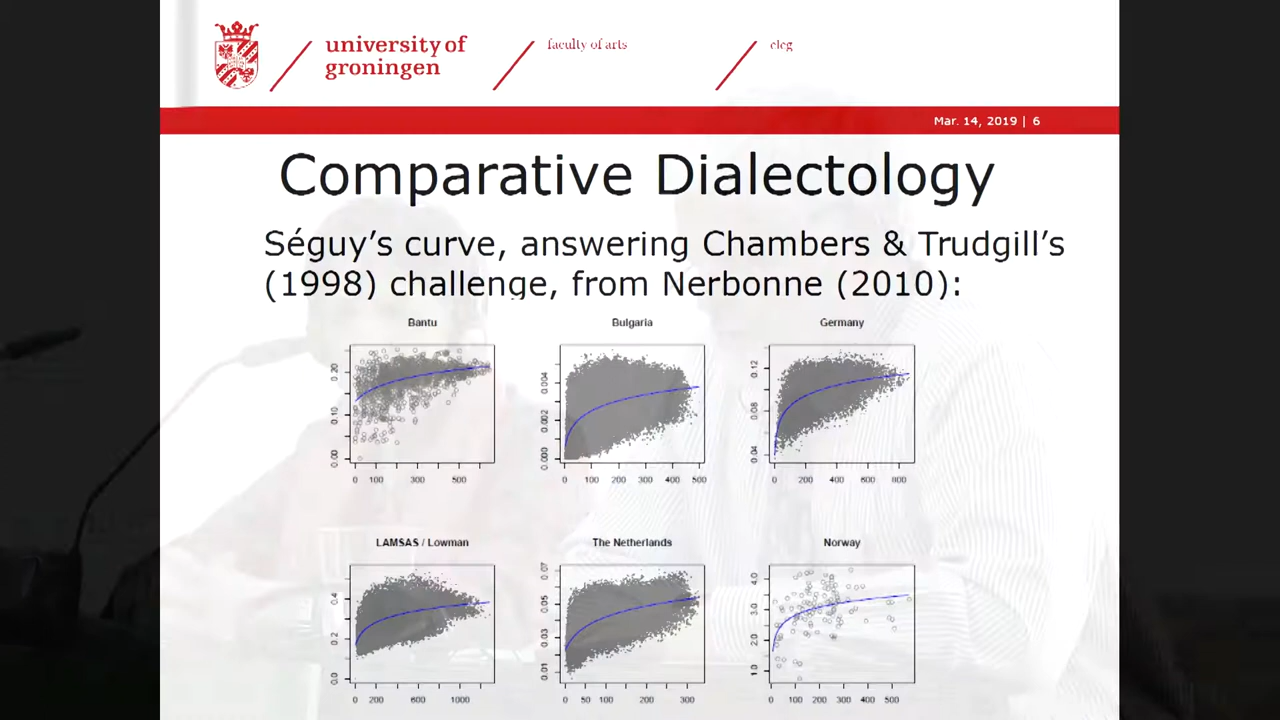 university of
groningen
faculty of arts
clcg
Mar. 14, 2019 | 6
Comparative Dialectology
Séguy's curve, answering Chambers & Trudgill's
(1998) challenge, from Nerbonne (2010):
Bantu
Bulgaria
Germany
0.20
0.10
0.00
0 100 300 500
0.004
0.002
0.000
0 100 200 300 400 500
0.12
0.08
0.04
0 200 400 600 800
LAMSAS / Lowman
The Netherlands
Norway
0.4
0.2
0.0
0 200 600 1000
0.07
0.05
0.03
0.01
0 50 100 200 300
4.0
3.0
2.0
1.0
0 100 200 300 400 500